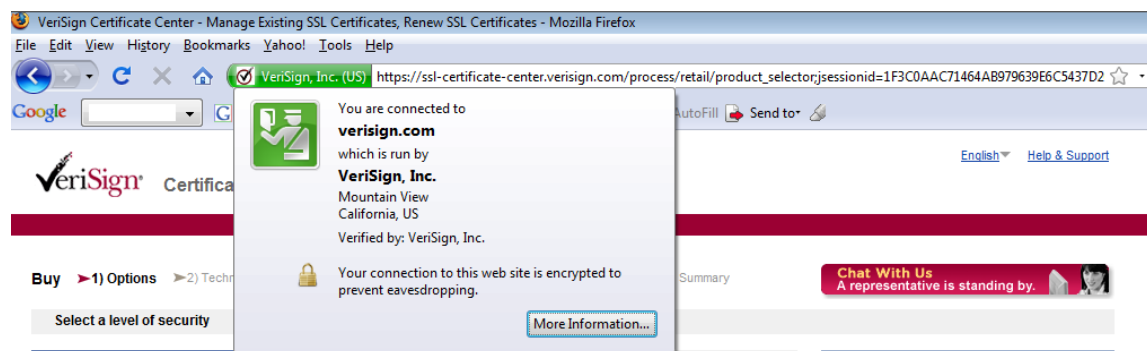 VeriSign Certificate Center - Manage Existing SSL Certificates, Renew SSL Certificates - Mozilla Firefox
File Edit View History Bookmarks Yahoo! Tools Help
VeriSign, Inc. (US) https://ssl-certificate-center.verisign.com/process/retail/product_selector;jsessionid=1F3C0AAC71464AB979639E6C5437D2
Google G AutoFill Send to
You are connected to
verisign.com
which is run by
VeriSign, Inc.
Mountain View
California, US
Verified by: VeriSign, Inc.
Your connection to this web site is encrypted to
prevent eavesdropping.
More Information...
English Help & Support
VeriSign Certifica
Buy 1) Options 2) Techn Summary
Chat With Us
A representative is standing by.
Select a level of security